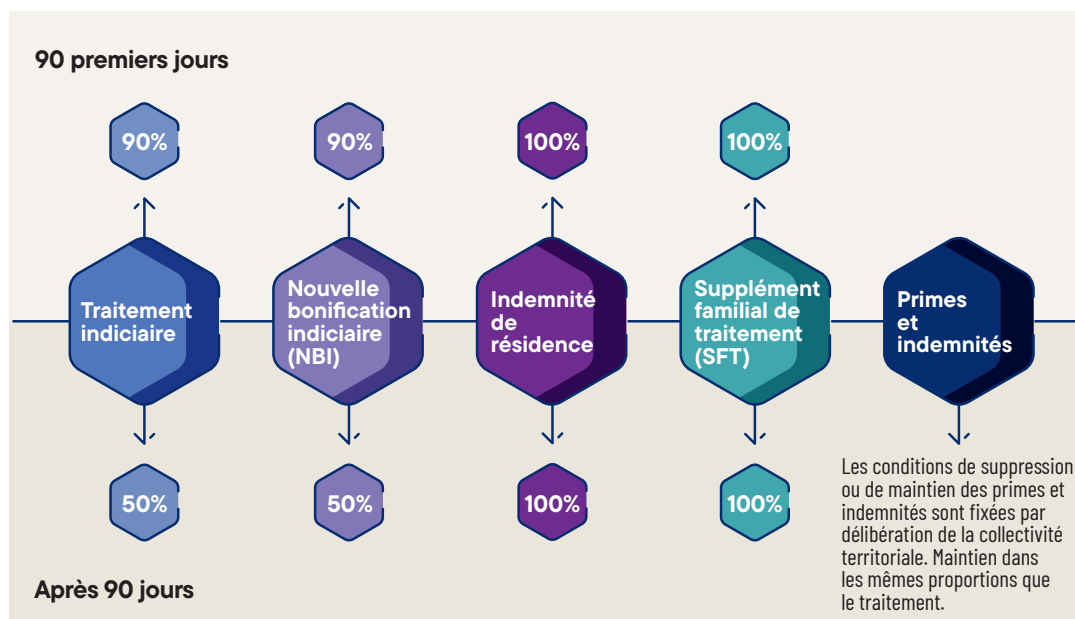 90 premiers jours
90%
90%
100%
100%
Traitement
indiciaire
Nouvelle
bonification
indiciaire
(NBI)
Indemnité
de
résidence
Supplément
familial de
traitement
(SFT)
Primes
et
indemnités
50%
50%
100%
100%
Les conditions de suppression
ou de maintien des primes et
indemnités sont fixées par
délibération de la collectivité
territoriale. Maintien dans
les mêmes proportions que
le traitement.
Après 90 jours